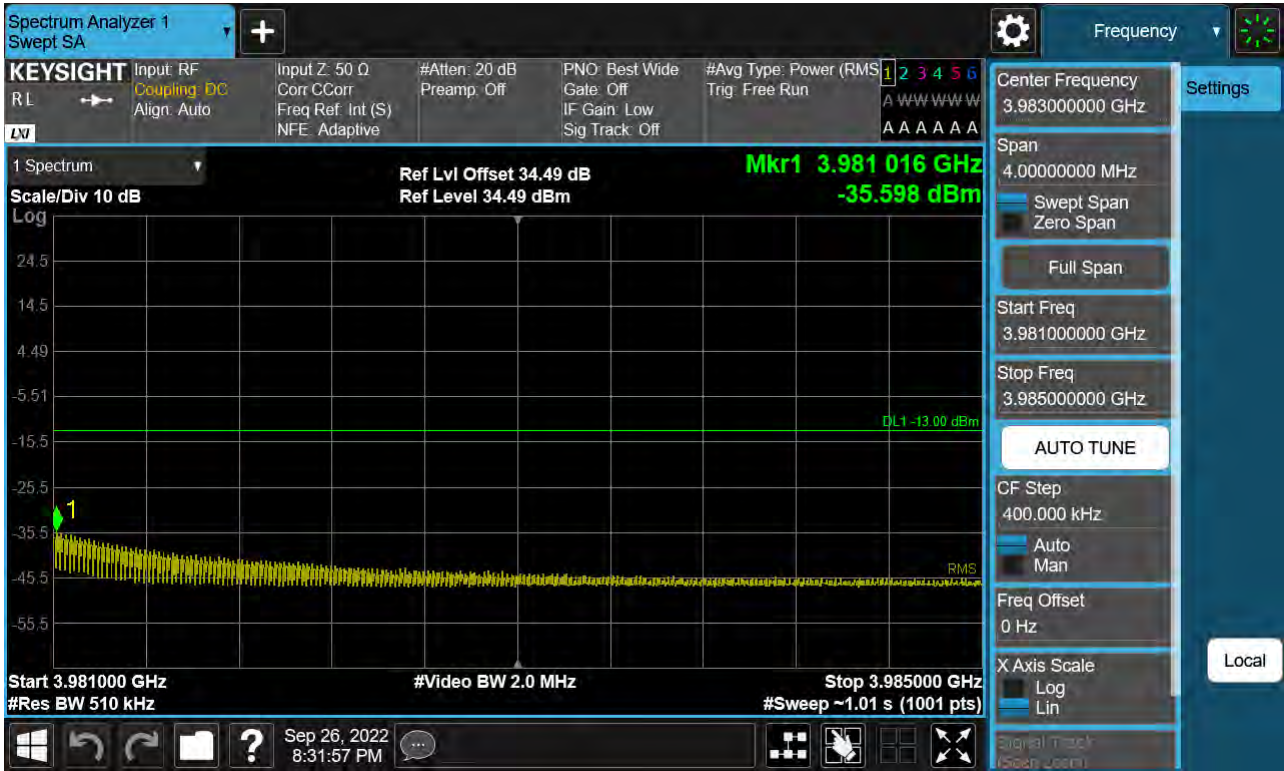 Spectrum Analyzer 1
Swept SA
+
Frequency
KEYSIGHT
RL
LXI
Input: RF
Coupling: DC
Align: Auto
Input Z: 50 Ω
Corr CCorr
Freq Ref: Int (S)
NFE: Adaptive
#Atten: 20 dB
Preamp: Off
PNO: Best Wide
Gate: Off
IF Gain: Low
Sig Track: Off
#Avg Type: Power (RMS
Trig: Free Run
1 2 3 4 5 6
A W W W W W
A A A A A A
1 Spectrum
Scale/Div 10 dB
Log
Ref Lvl Offset 34.49 dB
Ref Level 34.49 dBm
Mkr1 3.981 016 GHz
-35.598 dBm
24.5
14.5
4.49
-5.51
DL1 -13.00 dBm
-15.5
-25.5
1
-35.5
-45.5
RMS
-55.5
Start 3.981000 GHz
#Video BW 2.0 MHz
Stop 3.985000 GHz
#Res BW 510 kHz
#Sweep ~1.01 s (1001 pts)
Center Frequency
3.983000000 GHz
Settings
Span
4.00000000 MHz
Swept Span
Zero Span
Full Span
Start Freq
3.981000000 GHz
Stop Freq
3.985000000 GHz
AUTO TUNE
CF Step
400.000 kHz
Auto
Man
Freq Offset
0 Hz
X Axis Scale
Log
Lin
Local
Signal Track
(Span Zoom)
?
Sep 26, 2022
8:31:57 PM